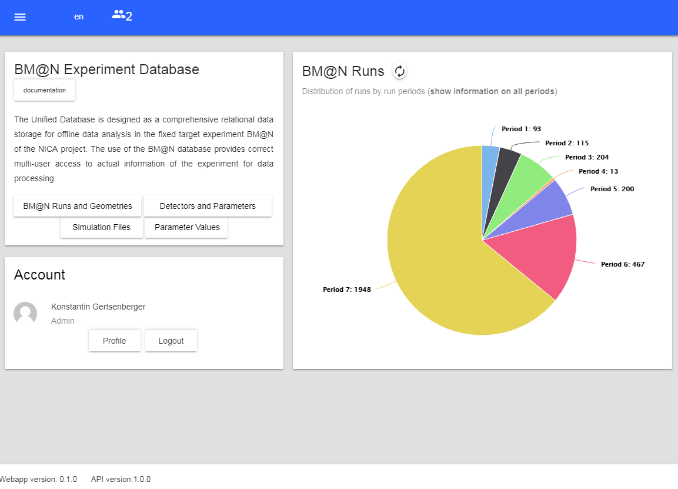 en
2
BM@N Experiment Database
documentation
The Unified Database is designed as a comprehensive relational data
storage for offline data analysis in the fixed target experiment BM@N
of the NICA project. The use of the BM@N database provides correct
multi-user access to actual information of the experiment for data
processing
BM@N Runs and Geometries
Detectors and Parameters
Simulation Files
Parameter Values
Account
Konstantin Gertsenberger
Admin
Profile
Logout
BM@N Runs
Distribution of runs by run periods (show information on all periods)
Period 1: 93
Period 2: 115
Period 3: 204
Period 4: 13
Period 5: 200
Period 6: 467
Period 7: 1948
Webapp version: 0.1.0
API version:1.0.0